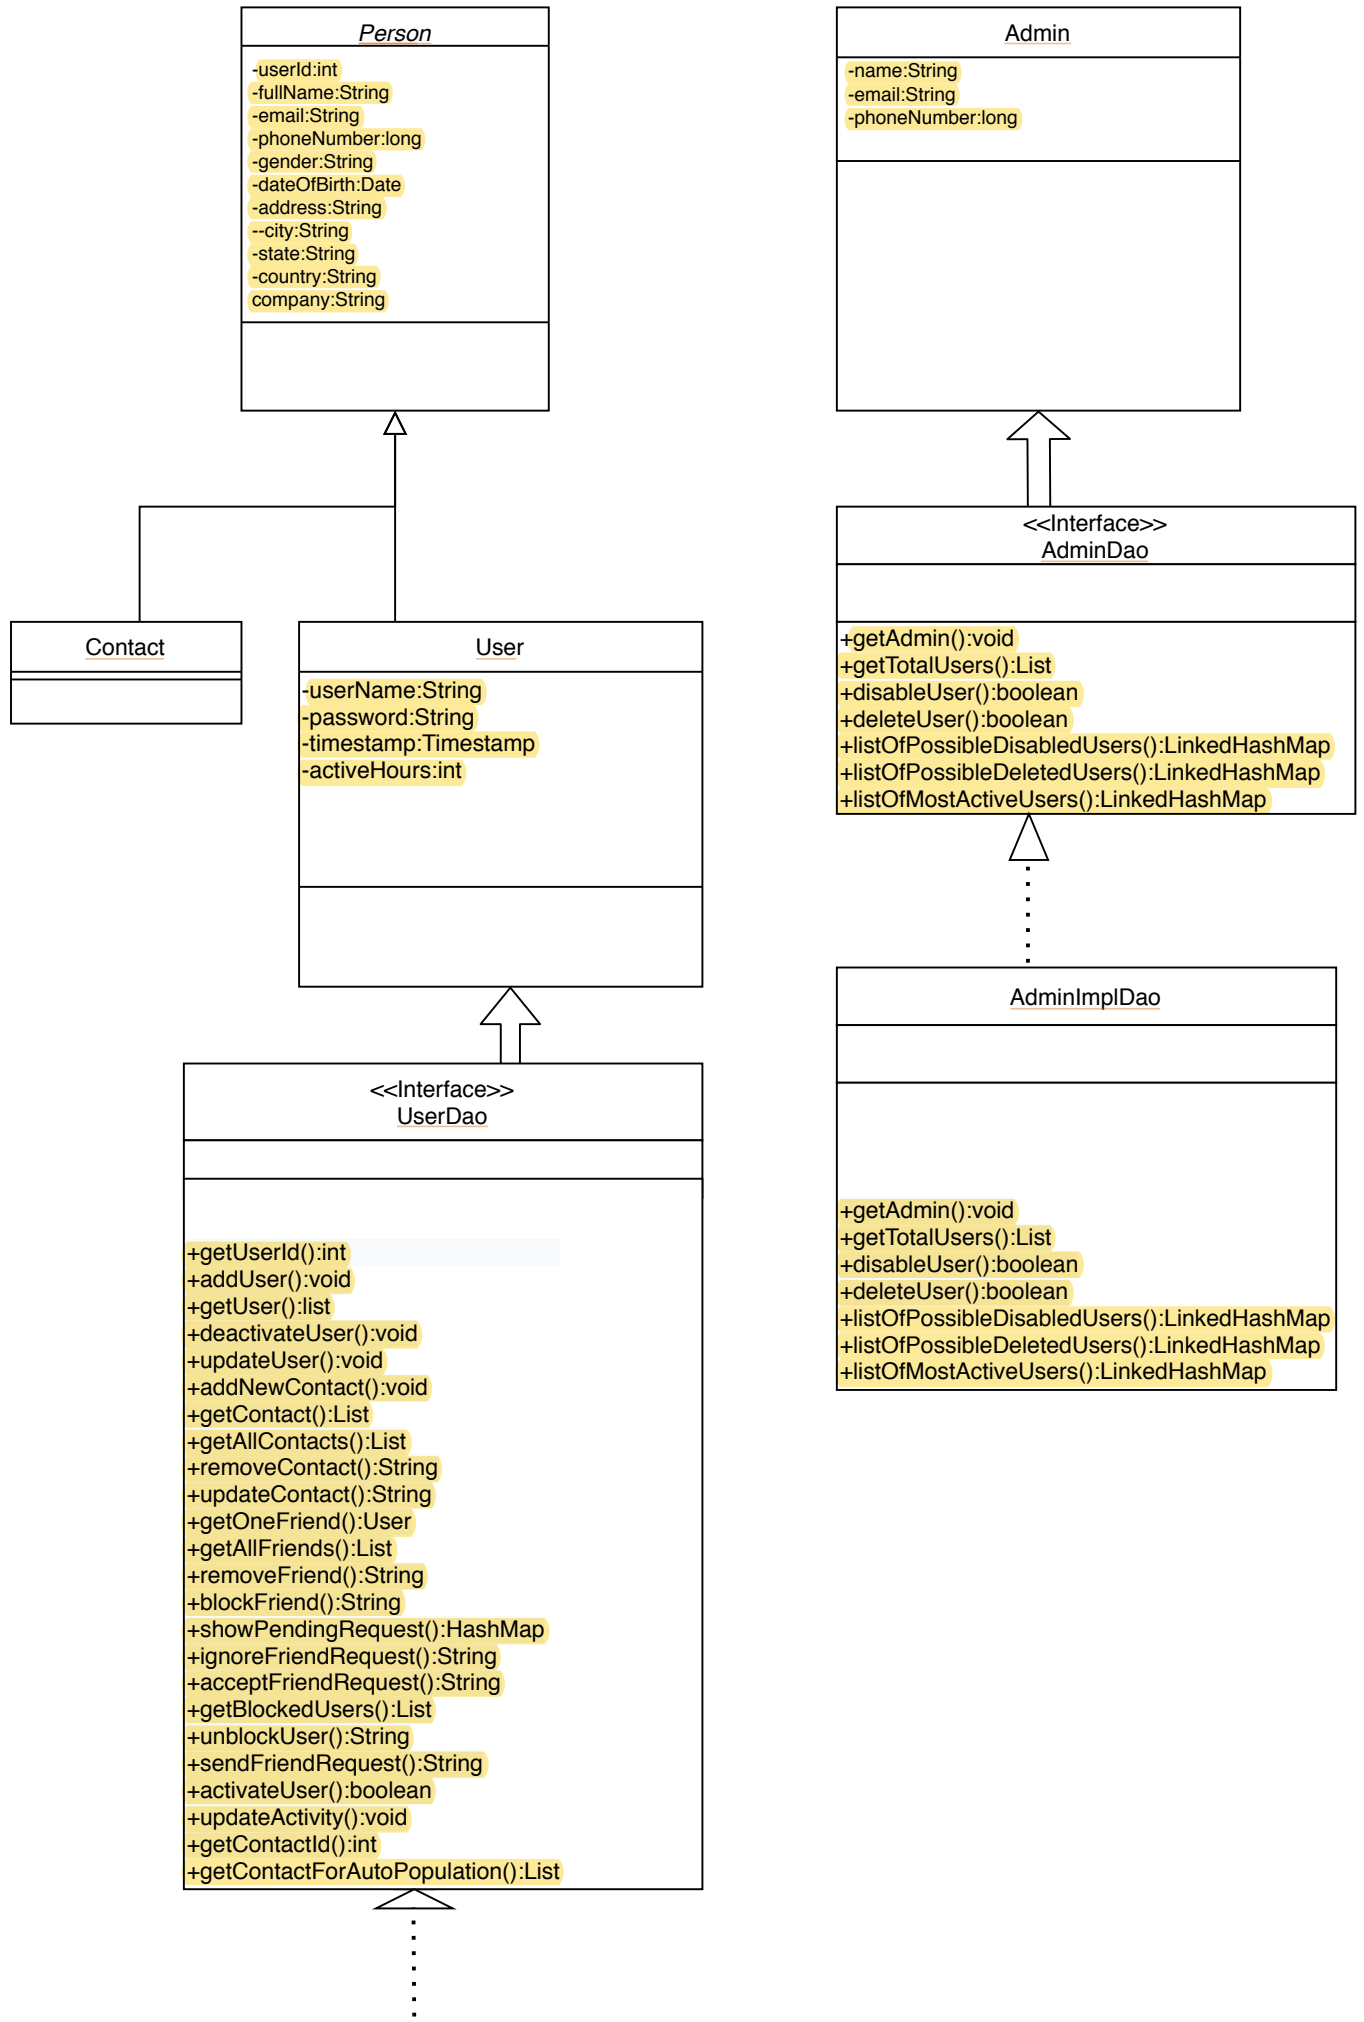 Person
-userId:int
-fullName:String
-email:String
-phoneNumber:long
-gender:String
-dateOfBirth:Date
-address:String
--city:String
-state:String
-country:String
company:String
Admin
-name:String
-email:String
-phoneNumber:long
<<Interface>>
AdminDao
+getAdmin():void
+getTotalUsers():List
+disableUser():boolean
+deleteUser():boolean
+listOfPossibleDisabledUsers():LinkedHashMap
+listOfPossibleDeletedUsers():LinkedHashMap
+listOfMostActiveUsers():LinkedHashMap
Contact
User
-userName:String
-password:String
-timestamp:Timestamp
-activeHours:int
AdminImplDao
+getAdmin():void
+getTotalUsers():List
+disableUser():boolean
+deleteUser():boolean
+listOfPossibleDisabledUsers():LinkedHashMap
+listOfPossibleDeletedUsers():LinkedHashMap
+listOfMostActiveUsers():LinkedHashMap
<<Interface>>
UserDao
+getUserId():int
+addUser():void
+getUser():list
+deactivateUser():void
+updateUser():void
+addNewContact():void
+getContact():List
+getAllContacts():List
+removeContact():String
+updateContact():String
+getOneFriend():User
+getAllFriends():List
+removeFriend():String
+blockFriend():String
+showPendingRequest():HashMap
+ignoreFriendRequest():String
+acceptFriendRequest():String
+getBlockedUsers():List
+unblockUser():String
+sendFriendRequest():String
+activateUser():boolean
+updateActivity():void
+getContactId():int
+getContactForAutoPopulation():List